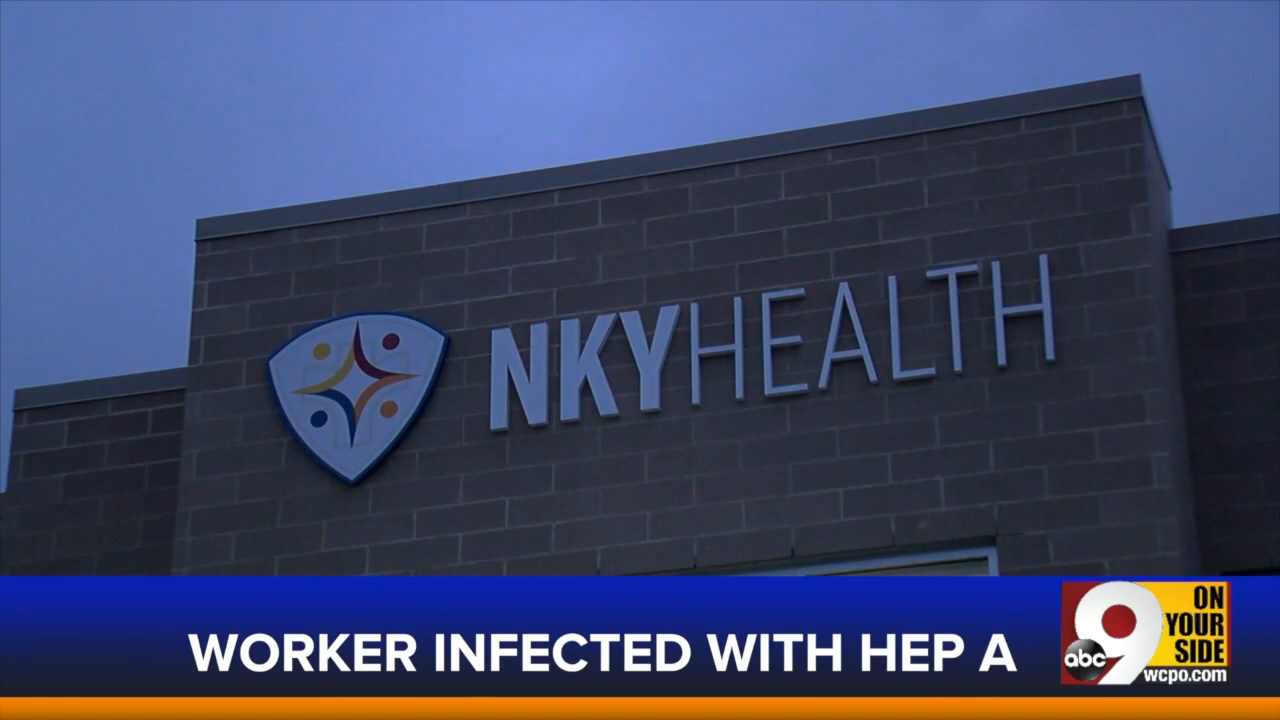 NKYHEALTH
WORKER INFECTED WITH HEP A
9
abc
ON
YOUR
SIDE
wcpo.com